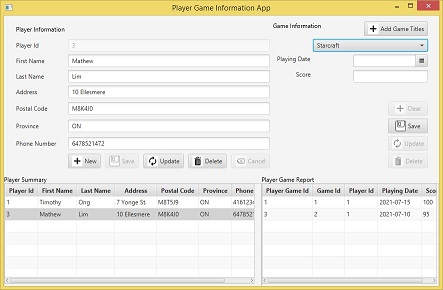 Player Game Information App
Player Information
Game Information
Add Game Titles
Player Id 3
Starcraft
First Name Mathew
Playing Date
Last Name Lim
Score
Address 10 Ellesmere
Postal Code M8K4J0
Clear
Province ON
Save
Phone Number 6478521472
Update
New Save Update Delete Cancel
Delete
Player Summary
Player Id First Name Last Name Address Postal Code Province Phone
1 Timothy Ong 7 Yonge St. M8T5J9 ON 416123
3 Mathew Lim 10 Ellesmere M8K4J0 ON 64785
Player Game Report
Player Game Id Game Id Player Id Playing Date Sco
1 1 1 2021-07-15 100
3 2 1 2021-07-10 95